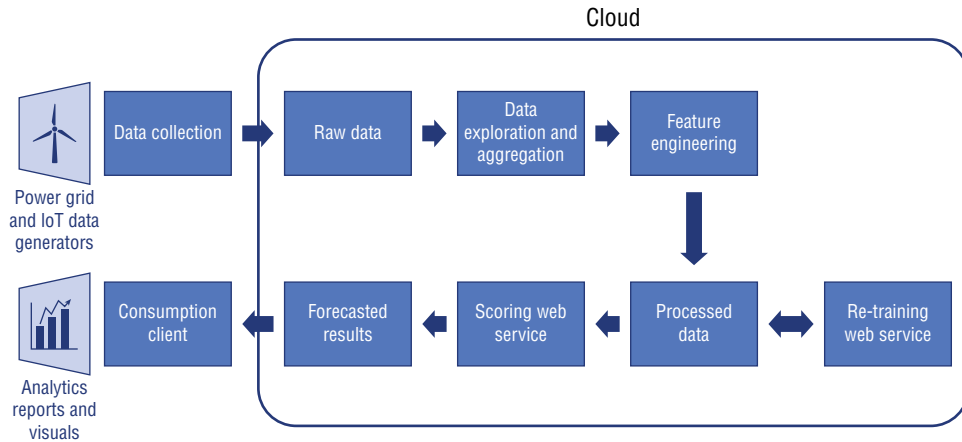 Cloud
Data collection
Raw data
Data
exploration and
aggregation
Feature
engineering
Power grid
and IoT data
generators
Consumption
client
Forecasted
results
Scoring web
service
Processed
data
Re-training
web service
Analytics
reports and
visuals